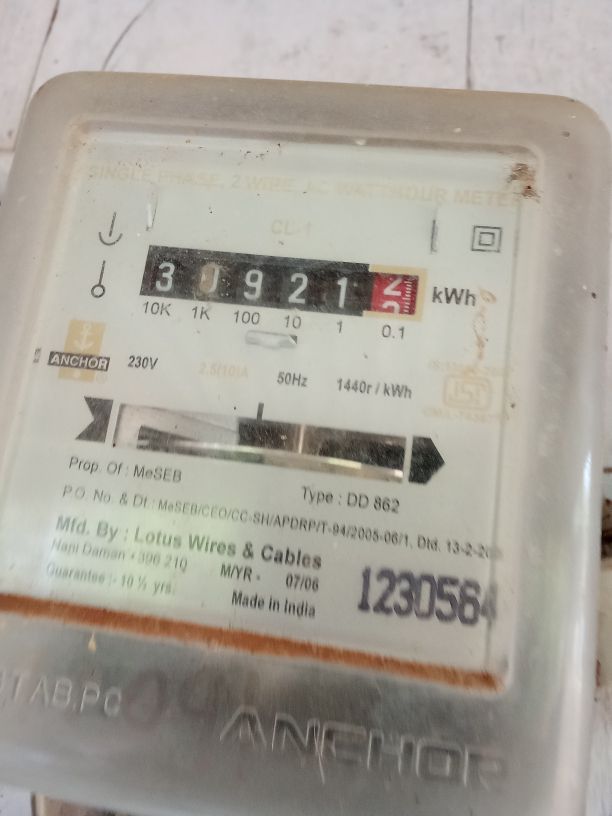 SINGLE PHASE, 2 WIRE, AC WATTHOUR METER
CL-1
3 0 9 2 1 2 kWh
10K 1K 100 10 1 0.1
ANCHOR 230V 2.5(10)A 50Hz 1440r / kWh
Prop. Of : MeSEB
Type : DD 862
P.O. No. & Dt : MeSEB/CEO/CC-SH/APDRP/T-94/2005-06/1, Dtd. 13-2-
Mfd. By : Lotus Wires & Cables
Nani Daman - 396 210
M/YR - 07/06
Guarantee :- 10 ½ yrs.
Made in India
1230564
T AB,PC
ANCHOR